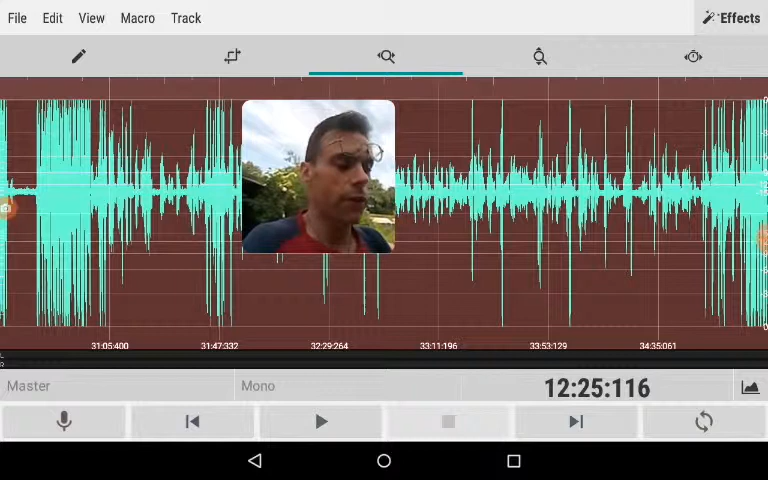 File Edit View Macro Track Effects
31:05:400 31:47:332 32:29:264 33:11:196 33:53:129 34:35:061
Master Mono 12:25:116